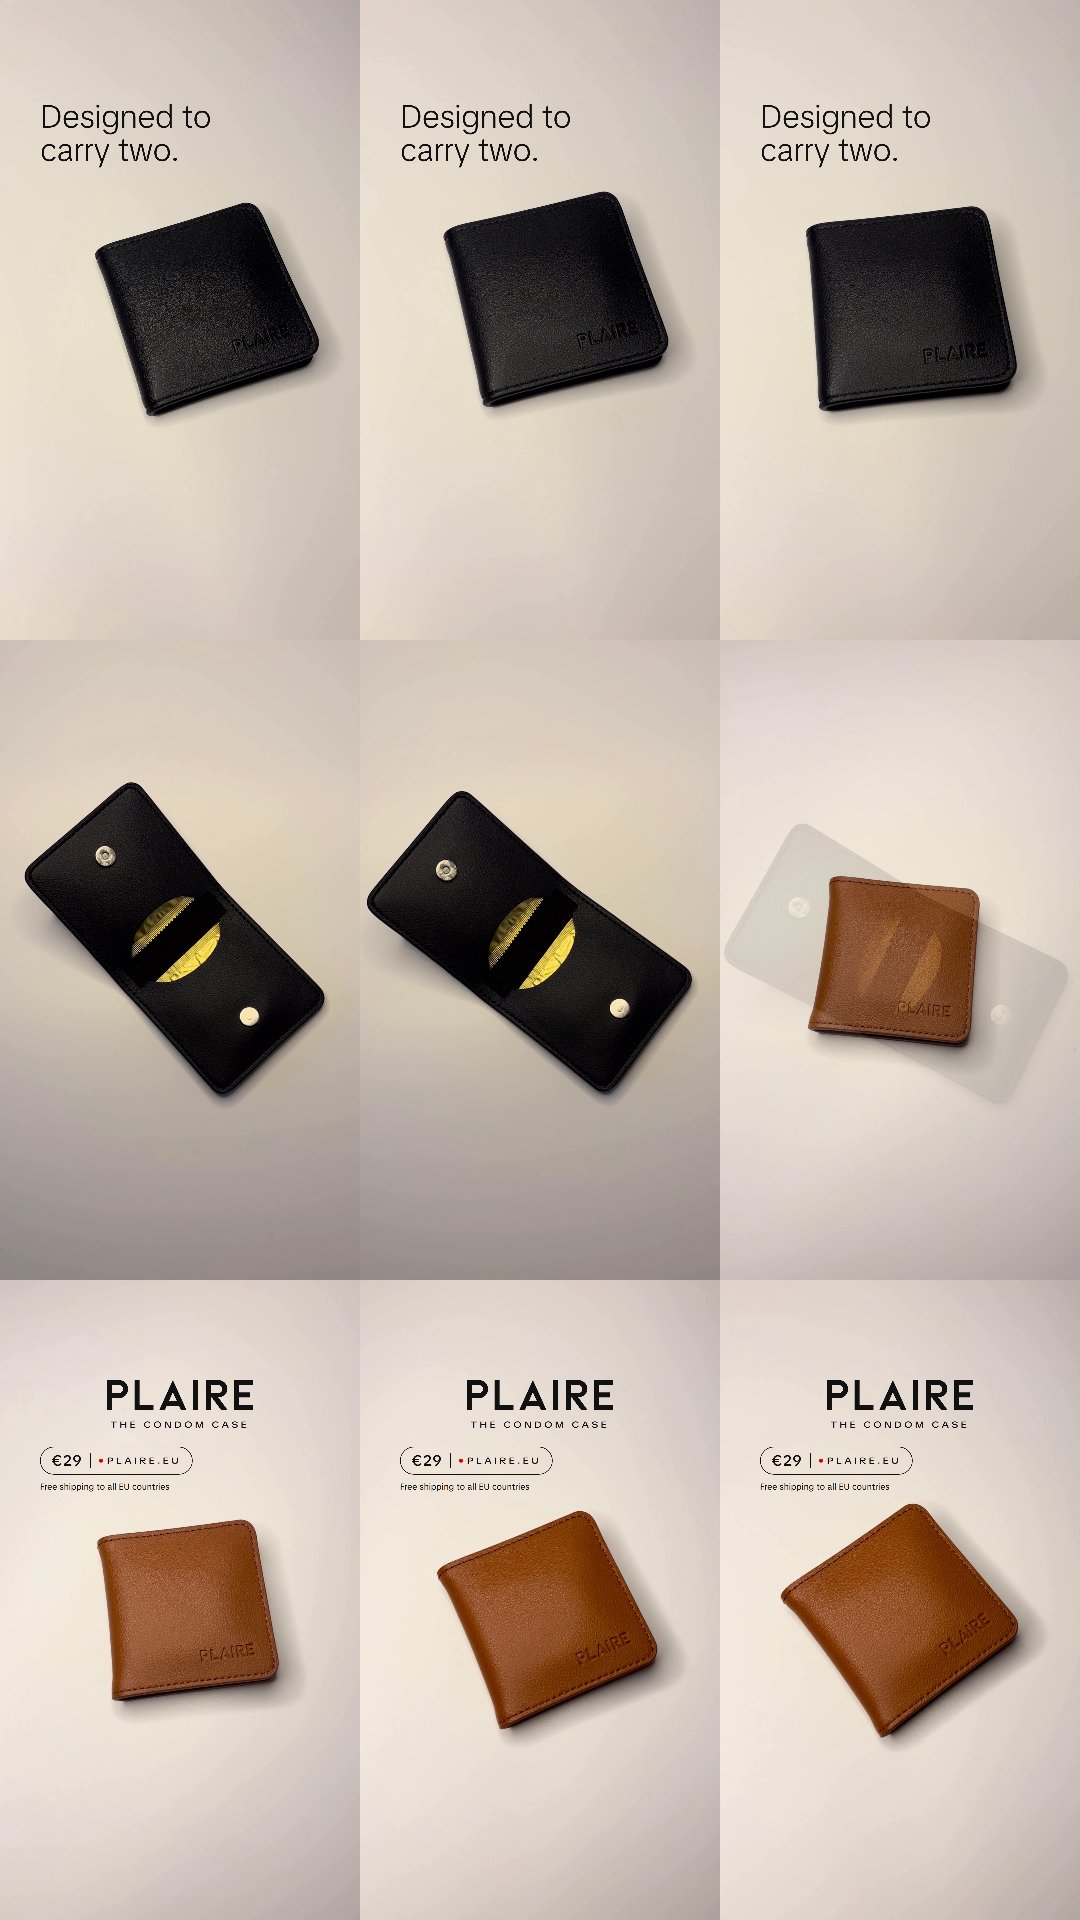 Designed to
carry two.
PLAIRE
Designed to
carry two.
PLAIRE
Designed to
carry two.
PLAIRE
PLAIRE
PLAIRE
THE CONDOM CASE
€29 | • PLAIRE.EU
Free shipping to all EU countries
PLAIRE
PLAIRE
THE CONDOM CASE
€29 | • PLAIRE.EU
Free shipping to all EU countries
PLAIRE
PLAIRE
THE CONDOM CASE
€29 | • PLAIRE.EU
Free shipping to all EU countries
PLAIRE